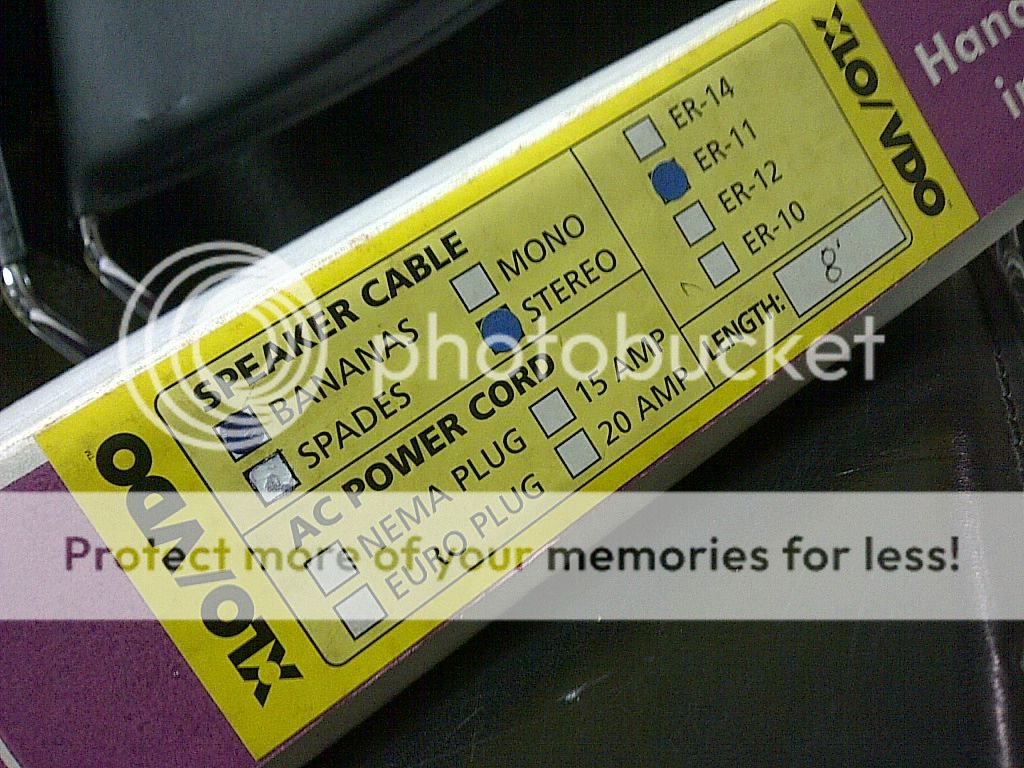 XLO/VDO
™
SPEAKER CABLE
BANANAS
SPADES
MONO
STEREO
AC POWER CORD
NEMA PLUG
EURO PLUG
15 AMP
20 AMP
ER-14
ER-11
ER-12
ER-10
LENGTH: 8'
XLO/VDO
photobucket
Protect more of your memories for less!